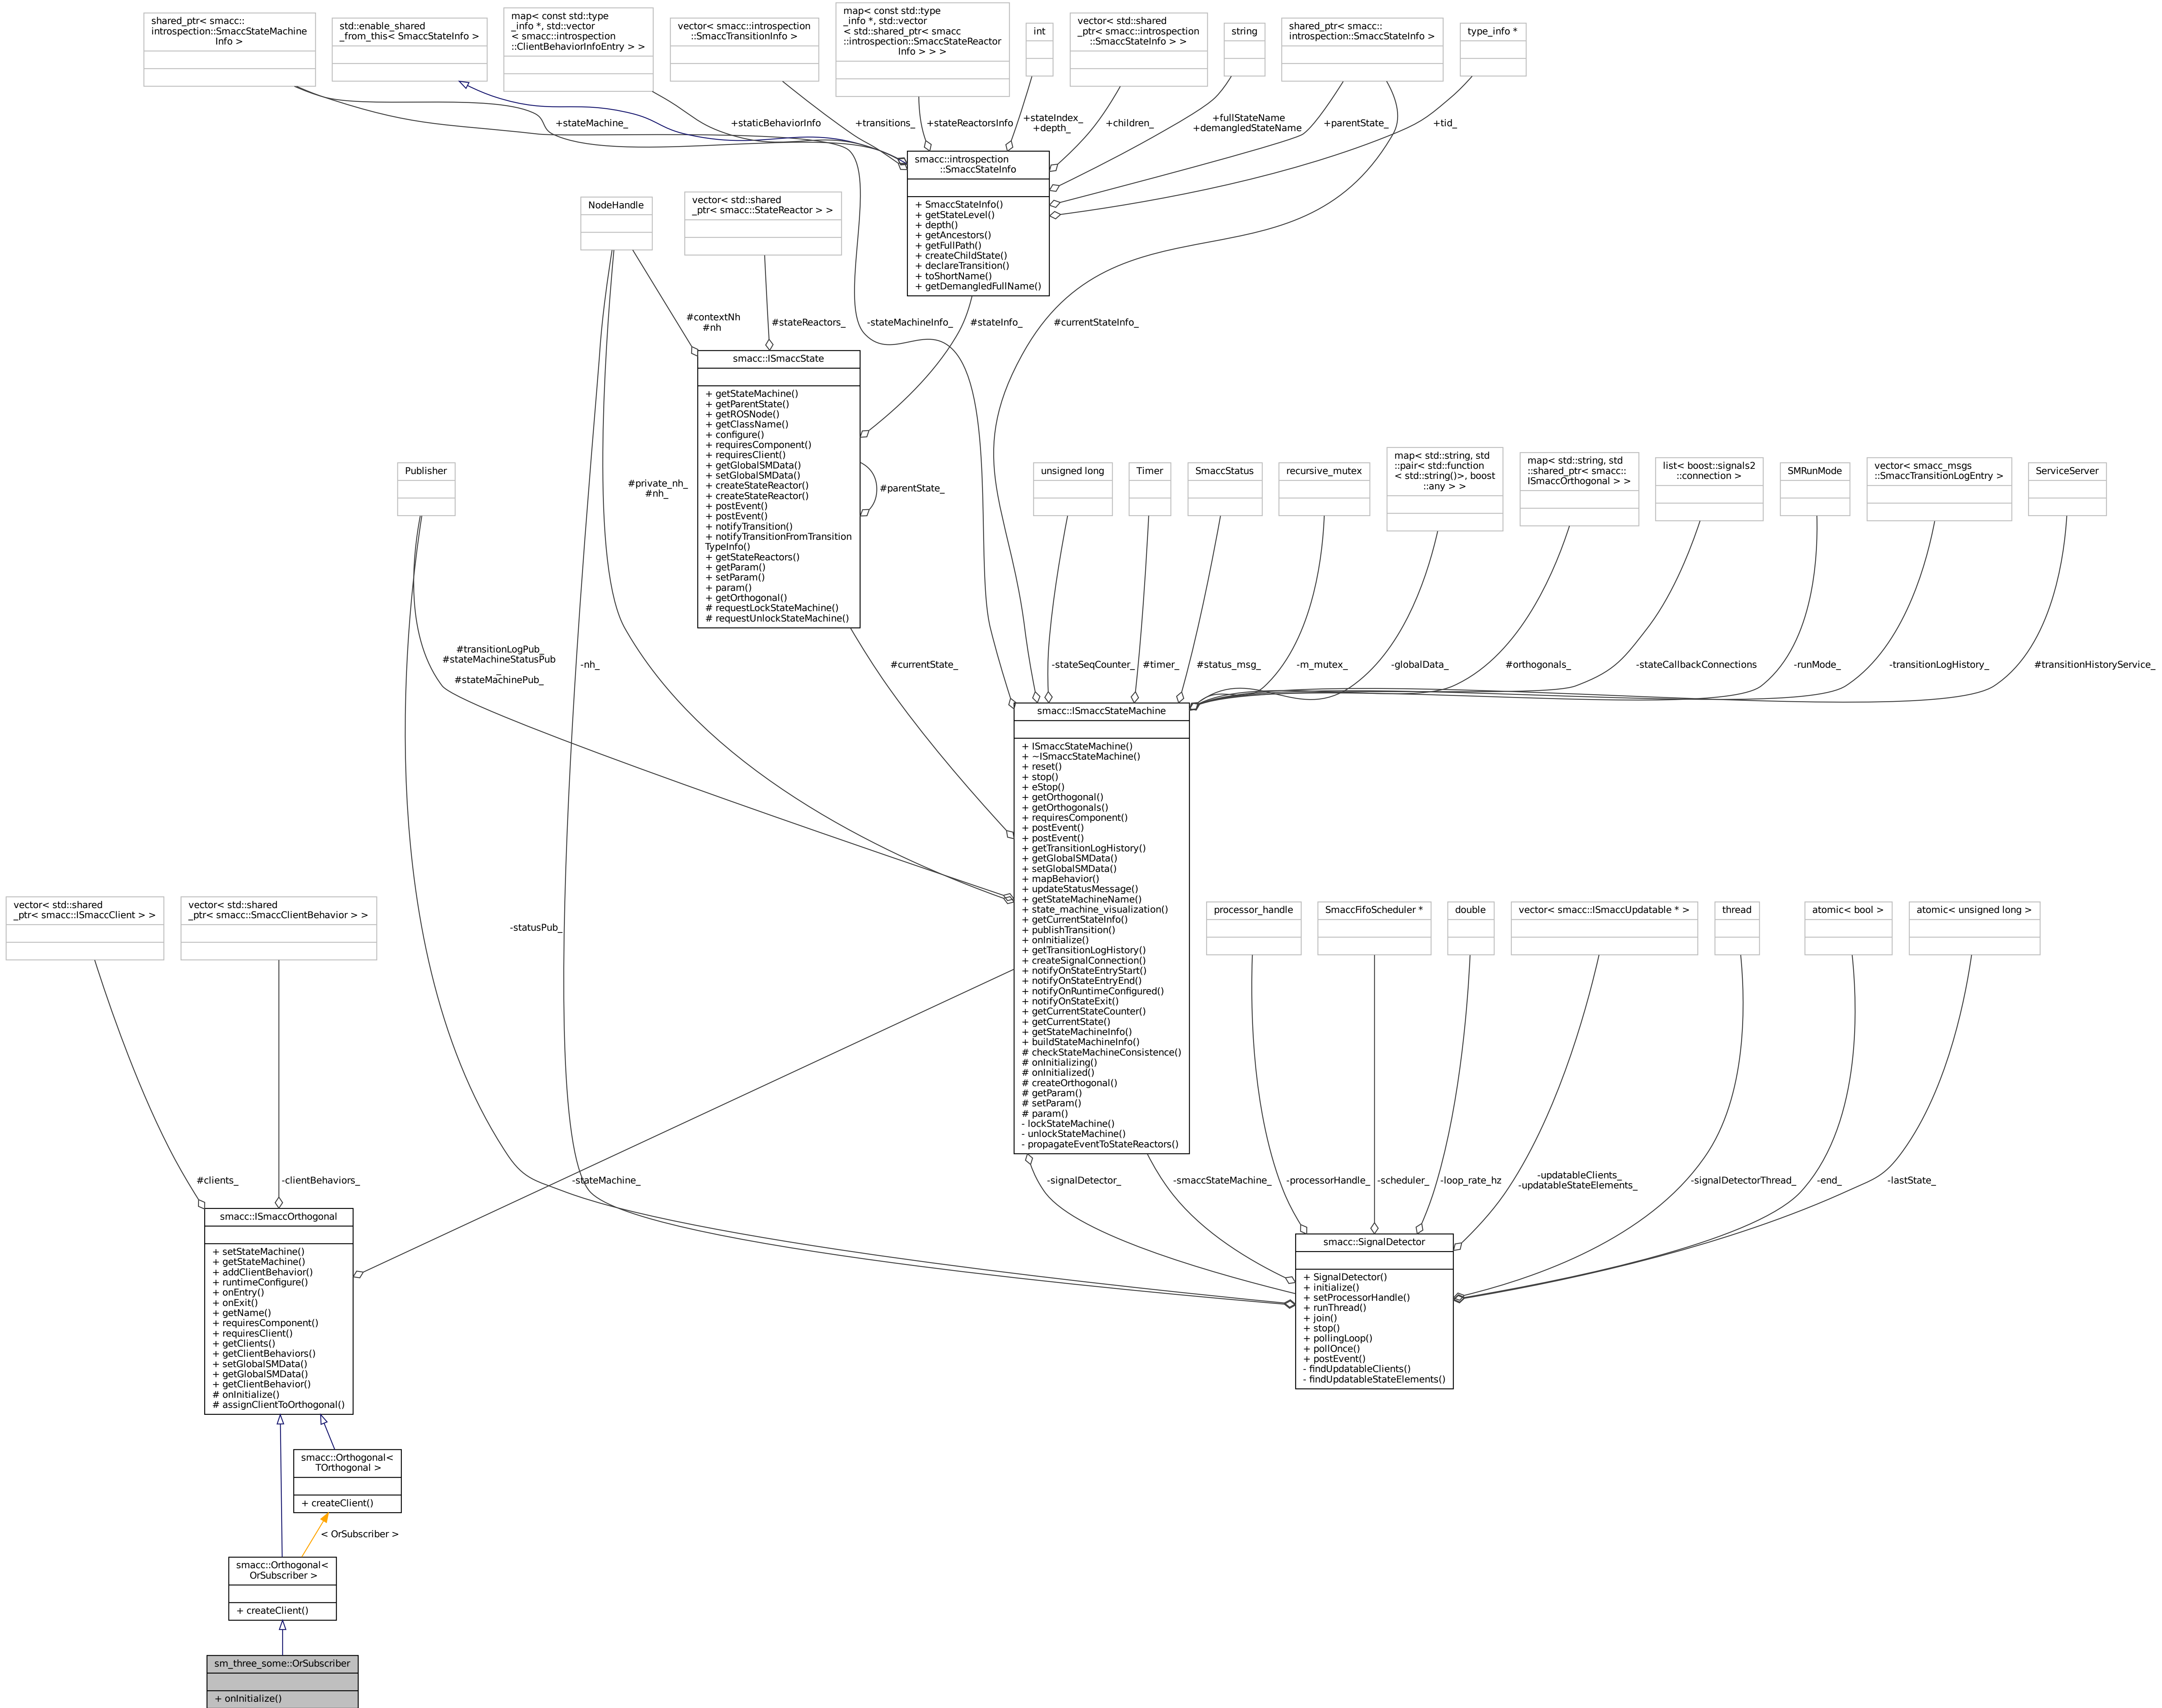 shared_ptr< smacc::
introspection::SmaccStateMachine
Info >
std::enable_shared
_from_this< SmaccStateInfo >
map< const std::type
_info *, std::vector
< smacc::introspection
::ClientBehaviorInfoEntry > >
vector< smacc::introspection
::SmaccTransitionInfo >
map< const std::type
_info *, std::vector
< std::shared_ptr< smacc
::introspection::SmaccStateReactor
Info > > >
int
vector< std::shared
_ptr< smacc::introspection
::SmaccStateInfo > >
string
shared_ptr< smacc::
introspection::SmaccStateInfo >
type_info *
+stateMachine_
+staticBehaviorInfo
+transitions_
+stateReactorsInfo
+stateIndex_
+depth_
+children_
+fullStateName
+demangledStateName
+parentState_
+tid_
smacc::introspection
::SmaccStateInfo
+ SmaccStateInfo()
+ getStateLevel()
+ depth()
+ getAncestors()
+ getFullPath()
+ createChildState()
+ declareTransition()
+ toShortName()
+ getDemangledFullName()
NodeHandle
vector< std::shared
_ptr< smacc::StateReactor > >
#contextNh
#nh
#stateReactors_
-stateMachineInfo_
#stateInfo_
#currentStateInfo_
smacc::ISmaccState
+ getStateMachine()
+ getParentState()
+ getROSNode()
+ getClassName()
+ configure()
+ requiresComponent()
+ requiresClient()
+ getGlobalSMData()
+ setGlobalSMData()
+ createStateReactor()
+ createStateReactor()
+ postEvent()
+ postEvent()
+ notifyTransition()
+ notifyTransitionFromTransition
TypeInfo()
+ getStateReactors()
+ getParam()
+ setParam()
+ param()
+ getOrthogonal()
# requestLockStateMachine()
# requestUnlockStateMachine()
#parentState_
#private_nh_
#nh_
Publisher
unsigned long
Timer
SmaccStatus
recursive_mutex
map< std::string, std
::pair< std::function
< std::string()>, boost
::any > >
map< std::string, std
::shared_ptr< smacc::
ISmaccOrthogonal > >
list< boost::signals2
::connection >
SMRunMode
vector< smacc_msgs
::SmaccTransitionLogEntry >
ServiceServer
#transitionLogPub_
#stateMachineStatusPub
_
#stateMachinePub_
-nh_
#currentState_
-stateSeqCounter_
#timer_
#status_msg_
-m_mutex_
-globalData_
#orthogonals_
-stateCallbackConnections
-runMode_
-transitionLogHistory_
#transitionHistoryService_
smacc::ISmaccStateMachine
+ ISmaccStateMachine()
+ ~ISmaccStateMachine()
+ reset()
+ stop()
+ eStop()
+ getOrthogonal()
+ getOrthogonals()
+ requiresComponent()
+ postEvent()
+ postEvent()
+ getTransitionLogHistory()
+ getGlobalSMData()
+ setGlobalSMData()
+ mapBehavior()
+ updateStatusMessage()
+ getStateMachineName()
+ state_machine_visualization()
+ getCurrentStateInfo()
+ publishTransition()
+ onInitialize()
+ getTransitionLogHistory()
+ createSignalConnection()
+ notifyOnStateEntryStart()
+ notifyOnStateEntryEnd()
+ notifyOnRuntimeConfigured()
+ notifyOnStateExit()
+ getCurrentStateCounter()
+ getCurrentState()
+ getStateMachineInfo()
+ buildStateMachineInfo()
# checkStateMachineConsistence()
# onInitializing()
# onInitialized()
# createOrthogonal()
# getParam()
# setParam()
# param()
- lockStateMachine()
- unlockStateMachine()
- propagateEventToStateReactors()
vector< std::shared
_ptr< smacc::ISmaccClient > >
vector< std::shared
_ptr< smacc::SmaccClientBehavior > >
-statusPub_
processor_handle
SmaccFifoScheduler *
double
vector< smacc::ISmaccUpdatable * >
thread
atomic< bool >
atomic< unsigned long >
#clients_
-clientBehaviors_
-stateMachine_
-signalDetector_
-smaccStateMachine_
-processorHandle_
-scheduler_
-loop_rate_hz
-updatableClients_
-updatableStateElements_
-signalDetectorThread_
-end_
-lastState_
smacc::ISmaccOrthogonal
+ setStateMachine()
+ getStateMachine()
+ addClientBehavior()
+ runtimeConfigure()
+ onEntry()
+ onExit()
+ getName()
+ requiresComponent()
+ requiresClient()
+ getClients()
+ getClientBehaviors()
+ setGlobalSMData()
+ getGlobalSMData()
+ getClientBehavior()
# onInitialize()
# assignClientToOrthogonal()
smacc::SignalDetector
+ SignalDetector()
+ initialize()
+ setProcessorHandle()
+ runThread()
+ join()
+ stop()
+ pollingLoop()
+ pollOnce()
+ postEvent()
- findUpdatableClients()
- findUpdatableStateElements()
smacc::Orthogonal<
TOrthogonal >
+ createClient()
< OrSubscriber >
smacc::Orthogonal<
OrSubscriber >
+ createClient()
sm_three_some::OrSubscriber
+ onInitialize()